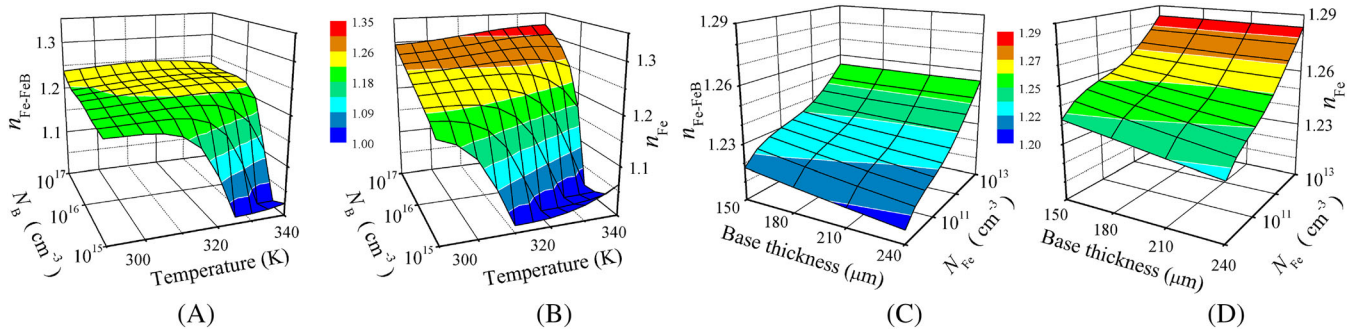 1.3
1.2
1.1
n_Fe-FeB
10^17
10^16
10^15
N_B (cm^-3)
300
320
340
Temperature (K)
(A)
1.35
1.26
1.18
1.09
1.00
1.3
1.2
1.1
n_Fe
10^17
10^16
10^15
N_B (cm^-3)
300
320
340
Temperature (K)
(B)
1.29
1.26
1.23
n_Fe-FeB
150
180
210
240
Base thickness (μm)
10^13
10^11
N_Fe (cm^-3)
(C)
1.29
1.27
1.25
1.22
1.20
1.29
1.26
1.23
n_Fe
150
180
210
240
Base thickness (μm)
10^13
10^11
N_Fe (cm^-3)
(D)